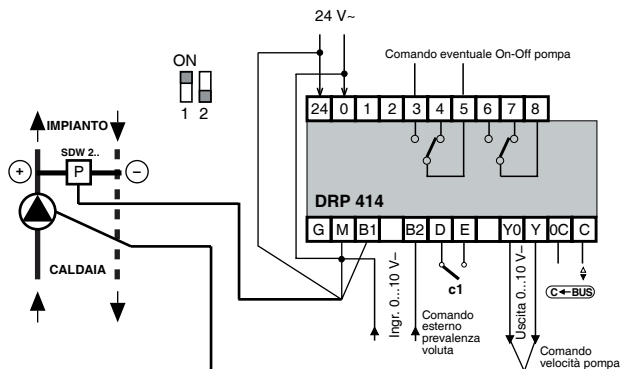 24 V~
Comando eventuale On-Off pompa
ON
1 2
24 0 1 2 3 4 5 6 7 8
IMPIANTO
SDW 2..
+ P −
DRP 414
G M B1 B2 D E Y0 Y 0C C
CALDAIA
c1
C BUS
Ingr. 0...10 V–
Comando
esterno
prevalenza
voluta
Uscita 0...10 V–
Comando
velocità pompa